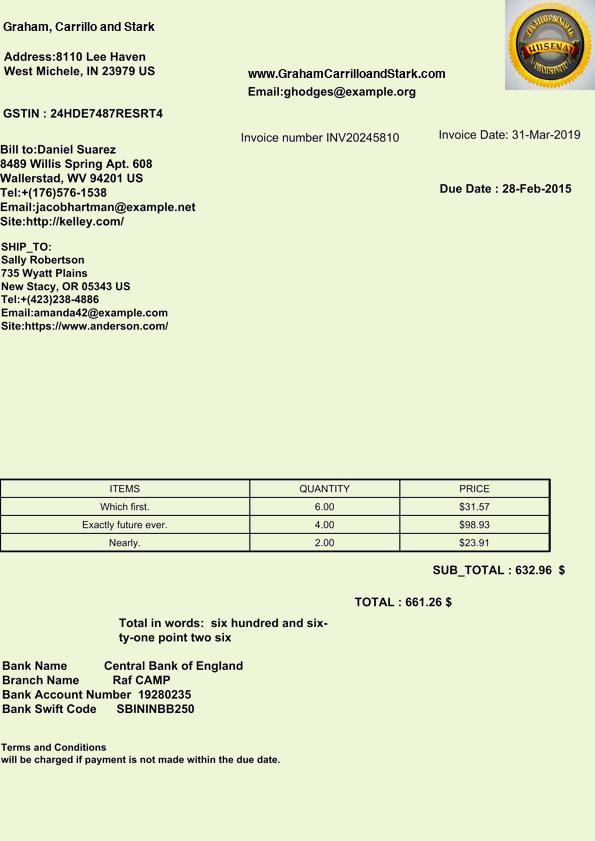 Graham, Carrillo and Stark
Address:8110 Lee Haven
West Michele, IN 23979 US
www.GrahamCarrilloandStark.com
Email:ghodges@example.org
GSTIN : 24HDE7487RESRT4
Invoice number INV20245810
Invoice Date: 31-Mar-2019
Due Date : 28-Feb-2015
Bill to:Daniel Suarez
8489 Willis Spring Apt. 608
Wallerstad, WV 94201 US
Tel:+(176)576-1538
Email:jacobhartman@example.net
Site:http://kelley.com/
SHIP_TO:
Sally Robertson
735 Wyatt Plains
New Stacy, OR 05343 US
Tel:+(423)238-4886
Email:amanda42@example.com
Site:https://www.anderson.com/
ITEMS QUANTITY PRICE
Which first. 6.00 $31.57
Exactly future ever. 4.00 $98.93
Nearly. 2.00 $23.91
SUB_TOTAL : 632.96 $
TOTAL : 661.26 $
Total in words: six hundred and six-
ty-one point two six
Bank Name Central Bank of England
Branch Name Raf CAMP
Bank Account Number 19280235
Bank Swift Code SBININBB250
Terms and Conditions
will be charged if payment is not made within the due date.